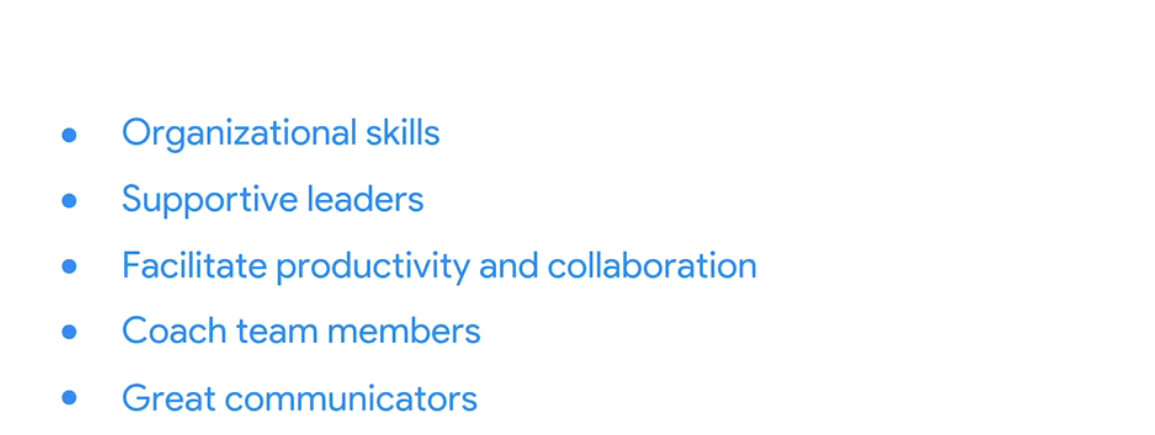 • Organizational skills
• Supportive leaders
• Facilitate productivity and collaboration
• Coach team members
• Great communicators